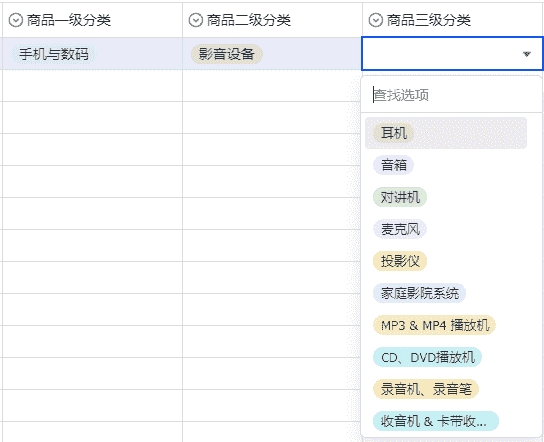 商品一级分类 商品二级分类 商品三级分类
手机与数码 影音设备
查找选项
耳机
音箱
对讲机
麦克风
投影仪
家庭影院系统
MP3 & MP4 播放机
CD、DVD播放机
录音机、录音笔
收音机 & 卡带收...